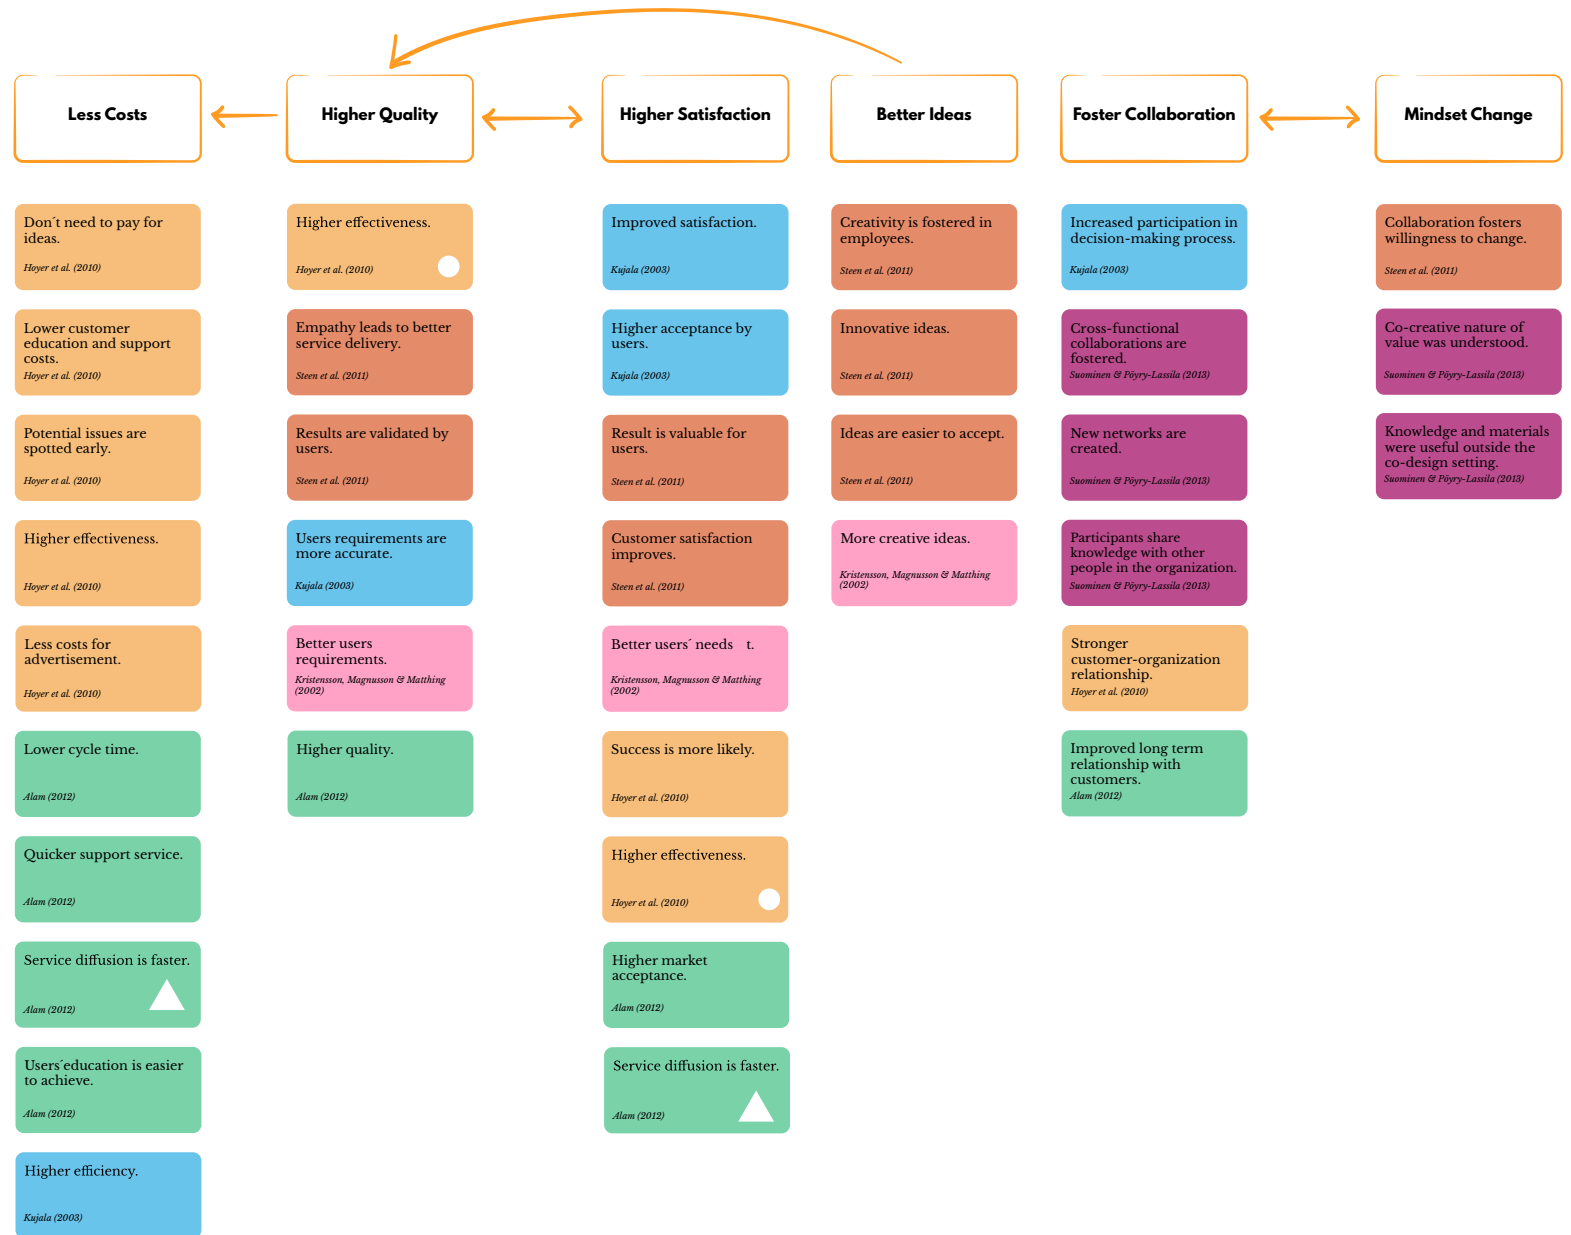 Less Costs
Higher Quality
Higher Satisfaction
Better Ideas
Foster Collaboration
Mindset Change
Don´t need to pay for
ideas.
Hoyer et al. (2010)
Lower customer
education and support
costs.
Hoyer et al. (2010)
Potential issues are
spotted early.
Hoyer et al. (2010)
Higher effectiveness.
Hoyer et al. (2010)
Less costs for
advertisement.
Hoyer et al. (2010)
Lower cycle time.
Alam (2012)
Quicker support service.
Alam (2012)
Service diffusion is faster.
Alam (2012)
Users´education is easier
to achieve.
Alam (2012)
Higher efficiency.
Kujala (2003)
Higher effectiveness.
Hoyer et al. (2010)
Empathy leads to better
service delivery.
Steen et al. (2011)
Results are validated by
users.
Steen et al. (2011)
Users requirements are
more accurate.
Kujala (2003)
Better users
requirements.
Kristensson, Magnusson & Matthing
(2002)
Higher quality.
Alam (2012)
Improved satisfaction.
Kujala (2003)
Higher acceptance by
users.
Kujala (2003)
Result is valuable for
users.
Steen et al. (2011)
Customer satisfaction
improves.
Steen et al. (2011)
Better users´ needs t.
Kristensson, Magnusson & Matthing
(2002)
Success is more likely.
Hoyer et al. (2010)
Higher effectiveness.
Hoyer et al. (2010)
Higher market
acceptance.
Alam (2012)
Service diffusion is faster.
Alam (2012)
Creativity is fostered in
employees.
Steen et al. (2011)
Innovative ideas.
Steen et al. (2011)
Ideas are easier to accept.
Steen et al. (2011)
More creative ideas.
Kristensson, Magnusson & Matthing
(2002)
Increased participation in
decision-making process.
Kujala (2003)
Cross-functional
collaborations are
fostered.
Suominen & Pöyry-Lassila (2013)
New networks are
created.
Suominen & Pöyry-Lassila (2013)
Participants share
knowledge with other
people in the organization.
Suominen & Pöyry-Lassila (2013)
Stronger
customer-organization
relationship.
Hoyer et al. (2010)
Improved long term
relationship with
customers.
Alam (2012)
Collaboration fosters
willingness to change.
Steen et al. (2011)
Co-creative nature of
value was understood.
Suominen & Pöyry-Lassila (2013)
Knowledge and materials
were useful outside the
co-design setting.
Suominen & Pöyry-Lassila (2013)